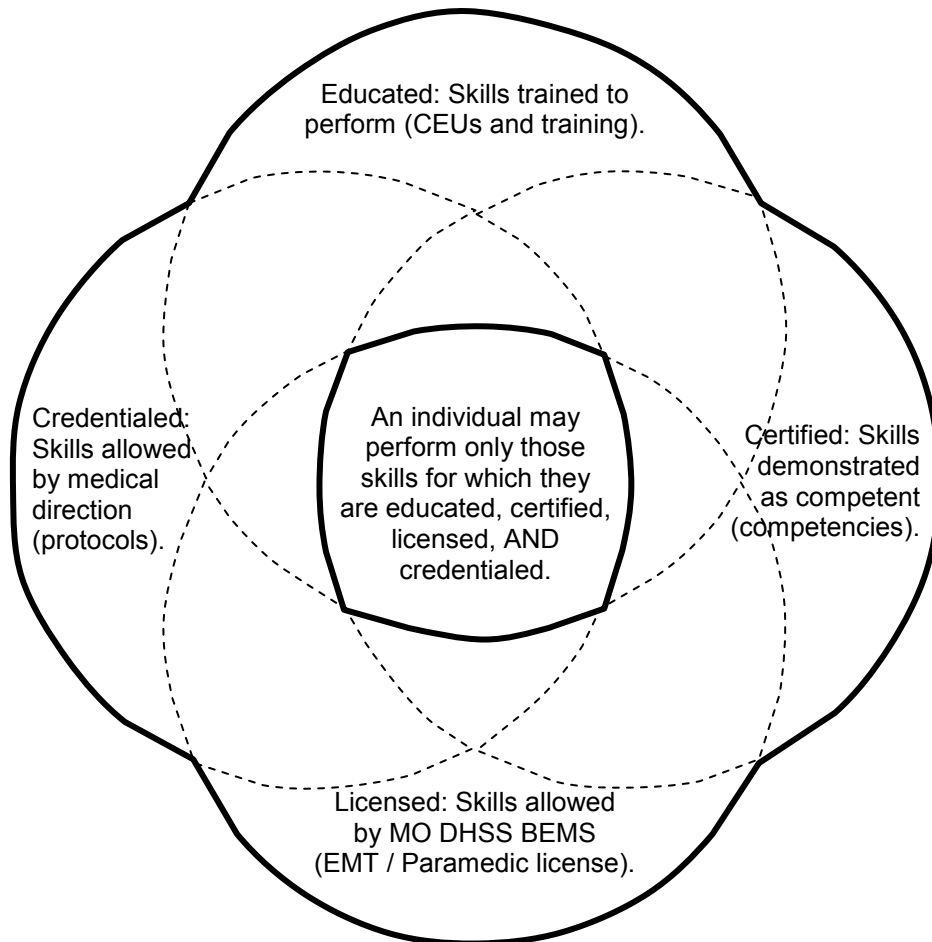 Educated: Skills trained to
perform (CEUs and training).
Credentialed:
Skills allowed
by medical
direction
(protocols).
An individual may
perform only those
skills for which they
are educated, certified,
licensed, AND
credentialed.
Certified: Skills
demonstrated
as competent
(competencies).
Licensed: Skills allowed
by MO DHSS BEMS
(EMT / Paramedic license).